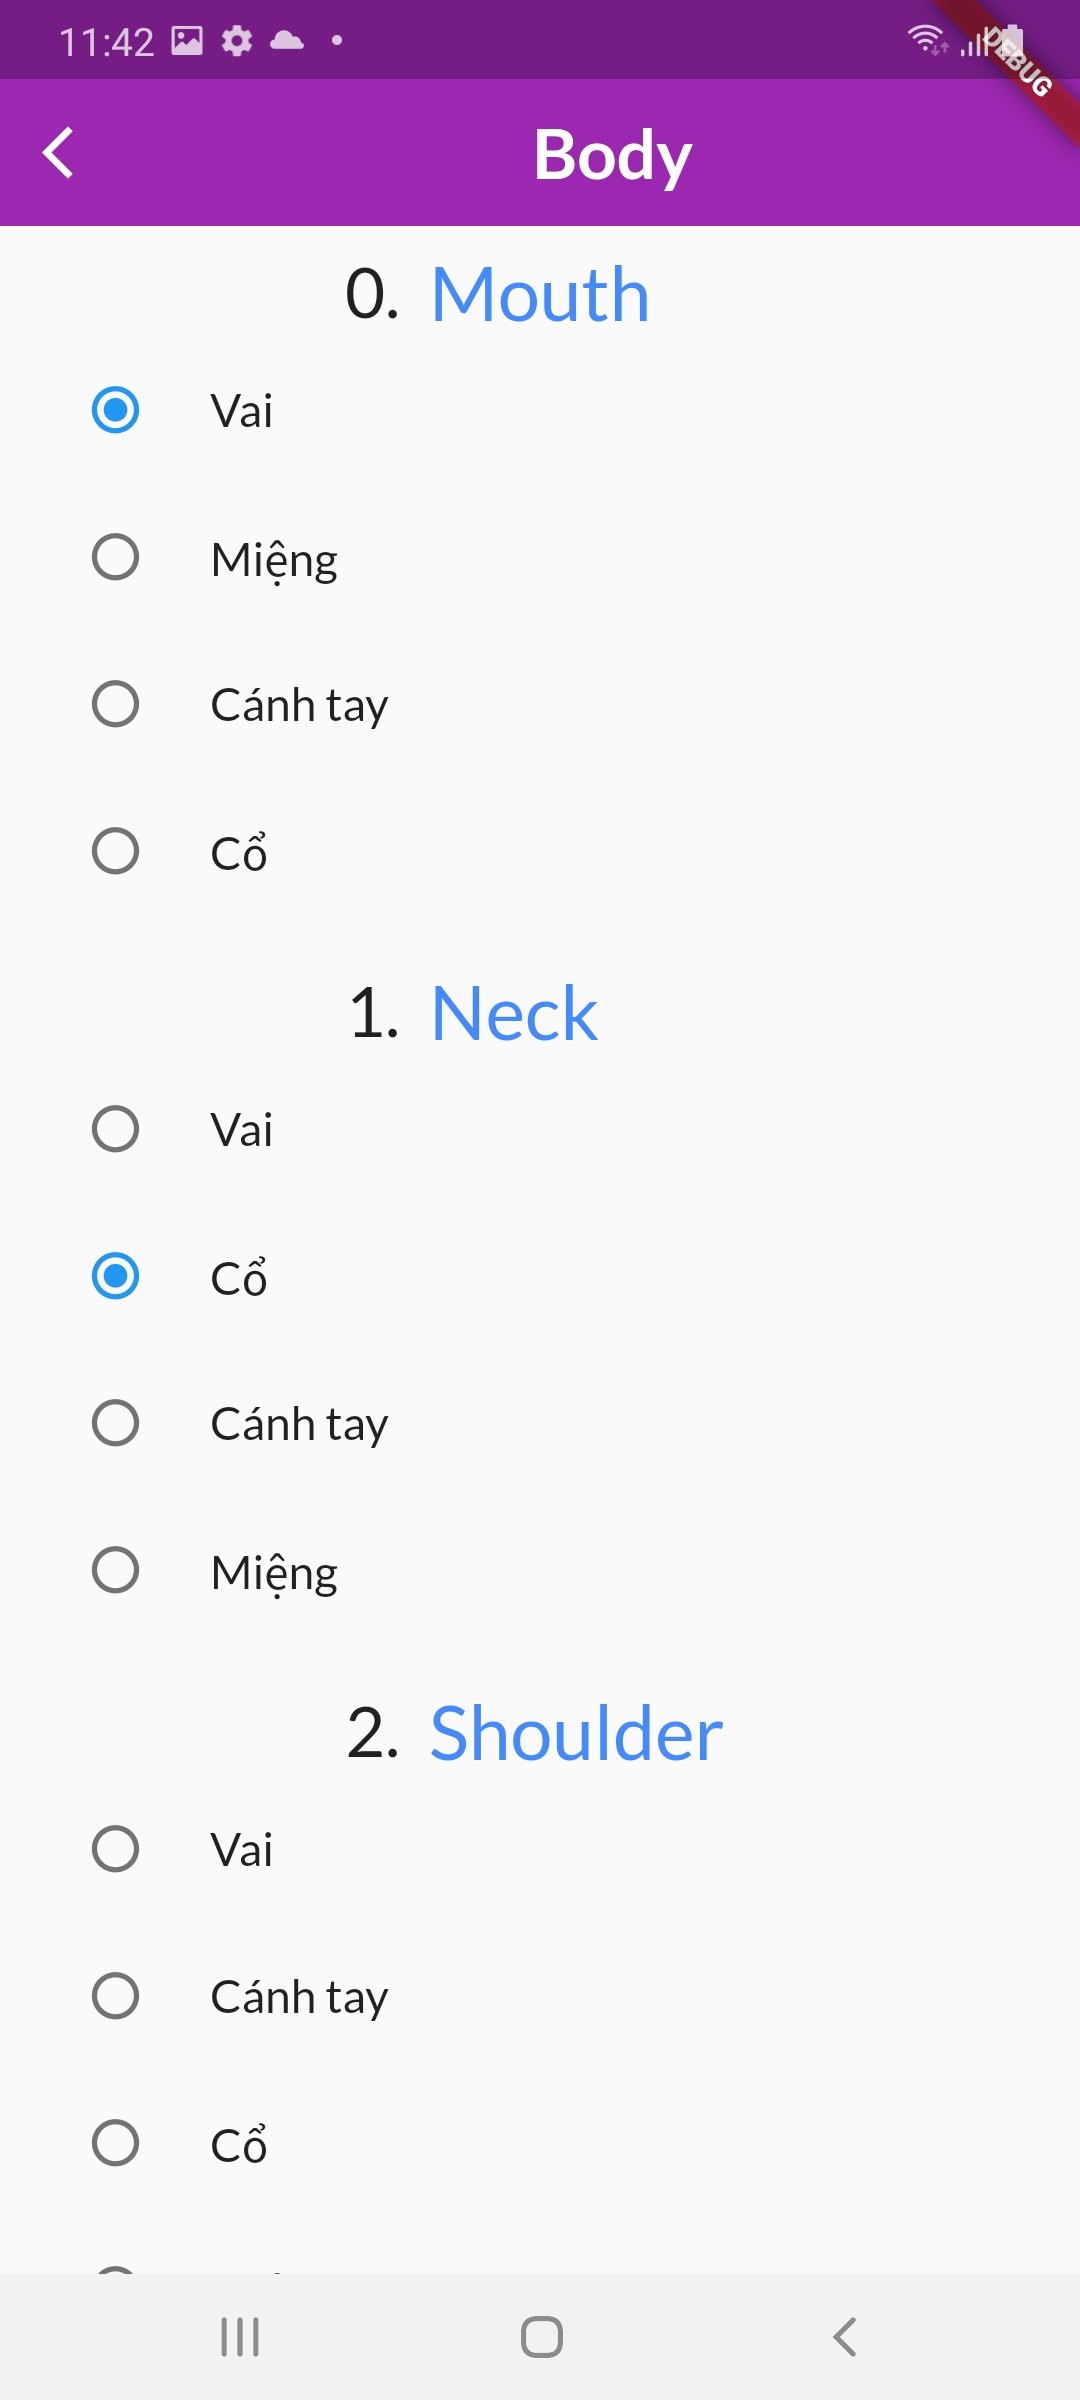 11:42
DEBUG
Body
0. Mouth
Vai
Miệng
Cánh tay
Cổ
1. Neck
Vai
Cổ
Cánh tay
Miệng
2. Shoulder
Vai
Cánh tay
Cổ